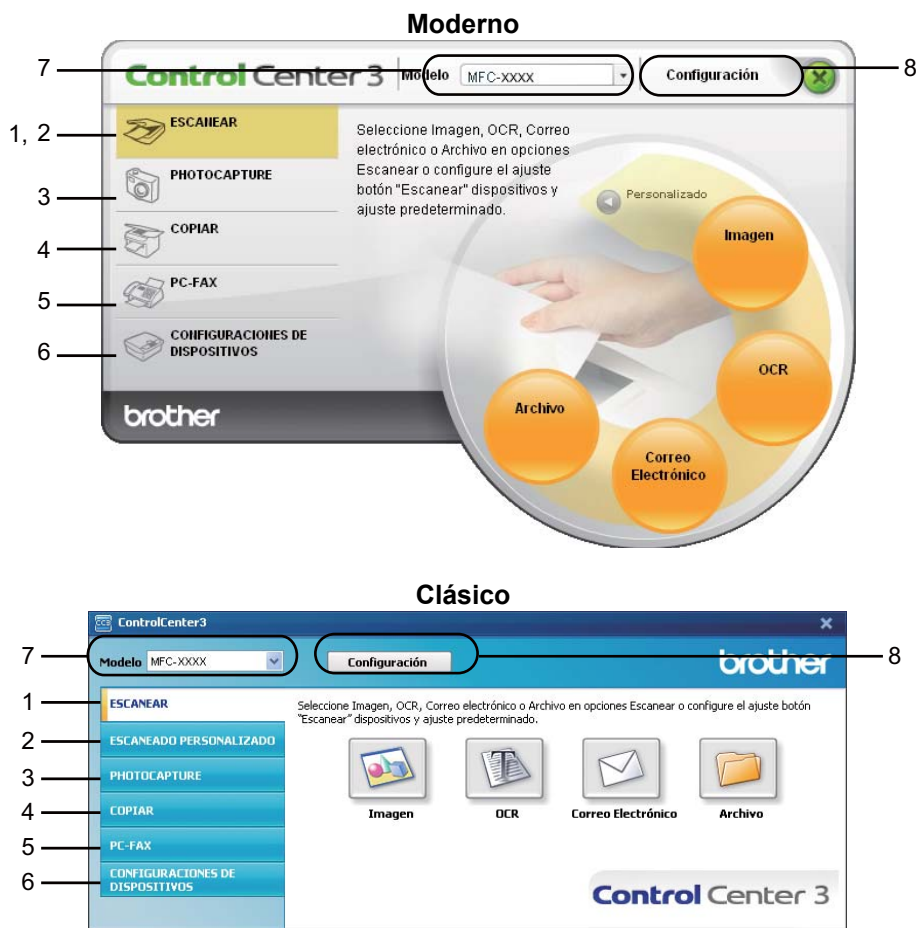 Moderno
7
Control Center 3
Modelo
MFC-XXXX
Configuración
8
1, 2
ESCANEAR
3
PHOTOCAPTURE
4
COPIAR
5
PC-FAX
6
CONFIGURACIONES DE
DISPOSITIVOS
Seleccione Imagen, OCR, Correo
electrónico o Archivo en opciones
Escanear o configure el ajuste
botón "Escanear" dispositivos y
ajuste predeterminado.
Personalizado
Imagen
OCR
Correo
Electrónico
Archivo
brother
Clásico
ControlCenter3
7
Modelo
MFC-XXXX
Configuración
brother
8
1
ESCANEAR
2
ESCANEADO PERSONALIZADO
3
PHOTOCAPTURE
4
COPIAR
5
PC-FAX
6
CONFIGURACIONES DE
DISPOSITIVOS
Seleccione Imagen, OCR, Correo electrónico o Archivo en opciones Escanear o configure el ajuste botón
"Escanear" dispositivos y ajuste predeterminado.
Imagen
OCR
Correo Electrónico
Archivo
Control Center 3